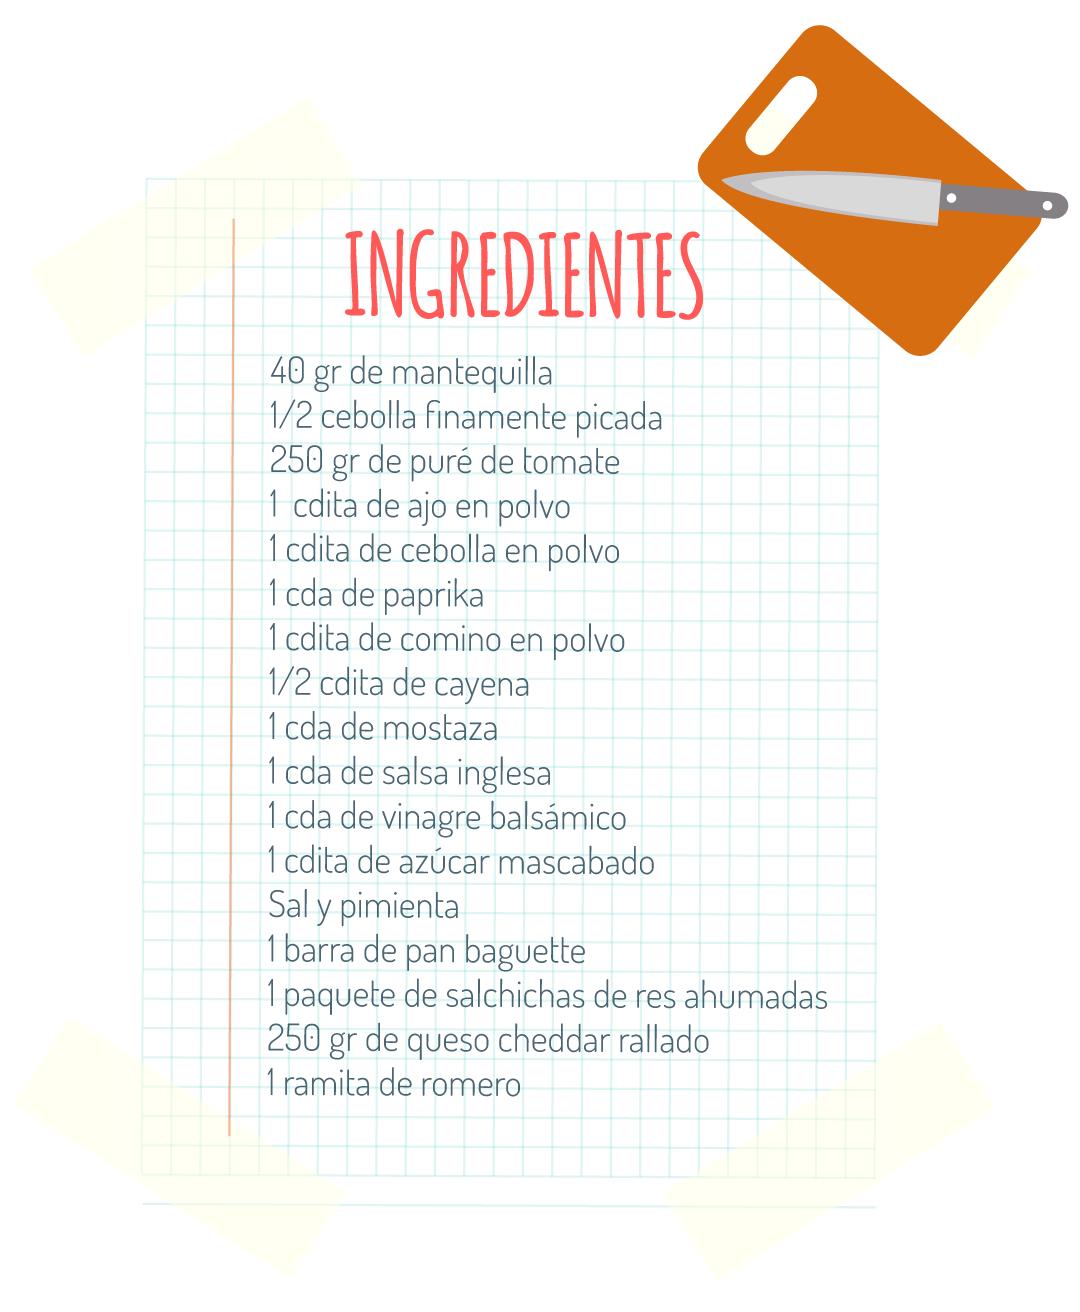 INGREDIENTES
40 gr de mantequilla
1/2 cebolla finamente picada
250 gr de puré de tomate
1 cdita de ajo en polvo
1 cdita de cebolla en polvo
1 cda de paprika
1 cdita de comino en polvo
1/2 cdita de cayena
1 cda de mostaza
1 cda de salsa inglesa
1 cda de vinagre balsámico
1 cdita de azúcar mascabado
Sal y pimienta
1 barra de pan baguette
1 paquete de salchichas de res ahumadas
250 gr de queso cheddar rallado
1 ramita de romero